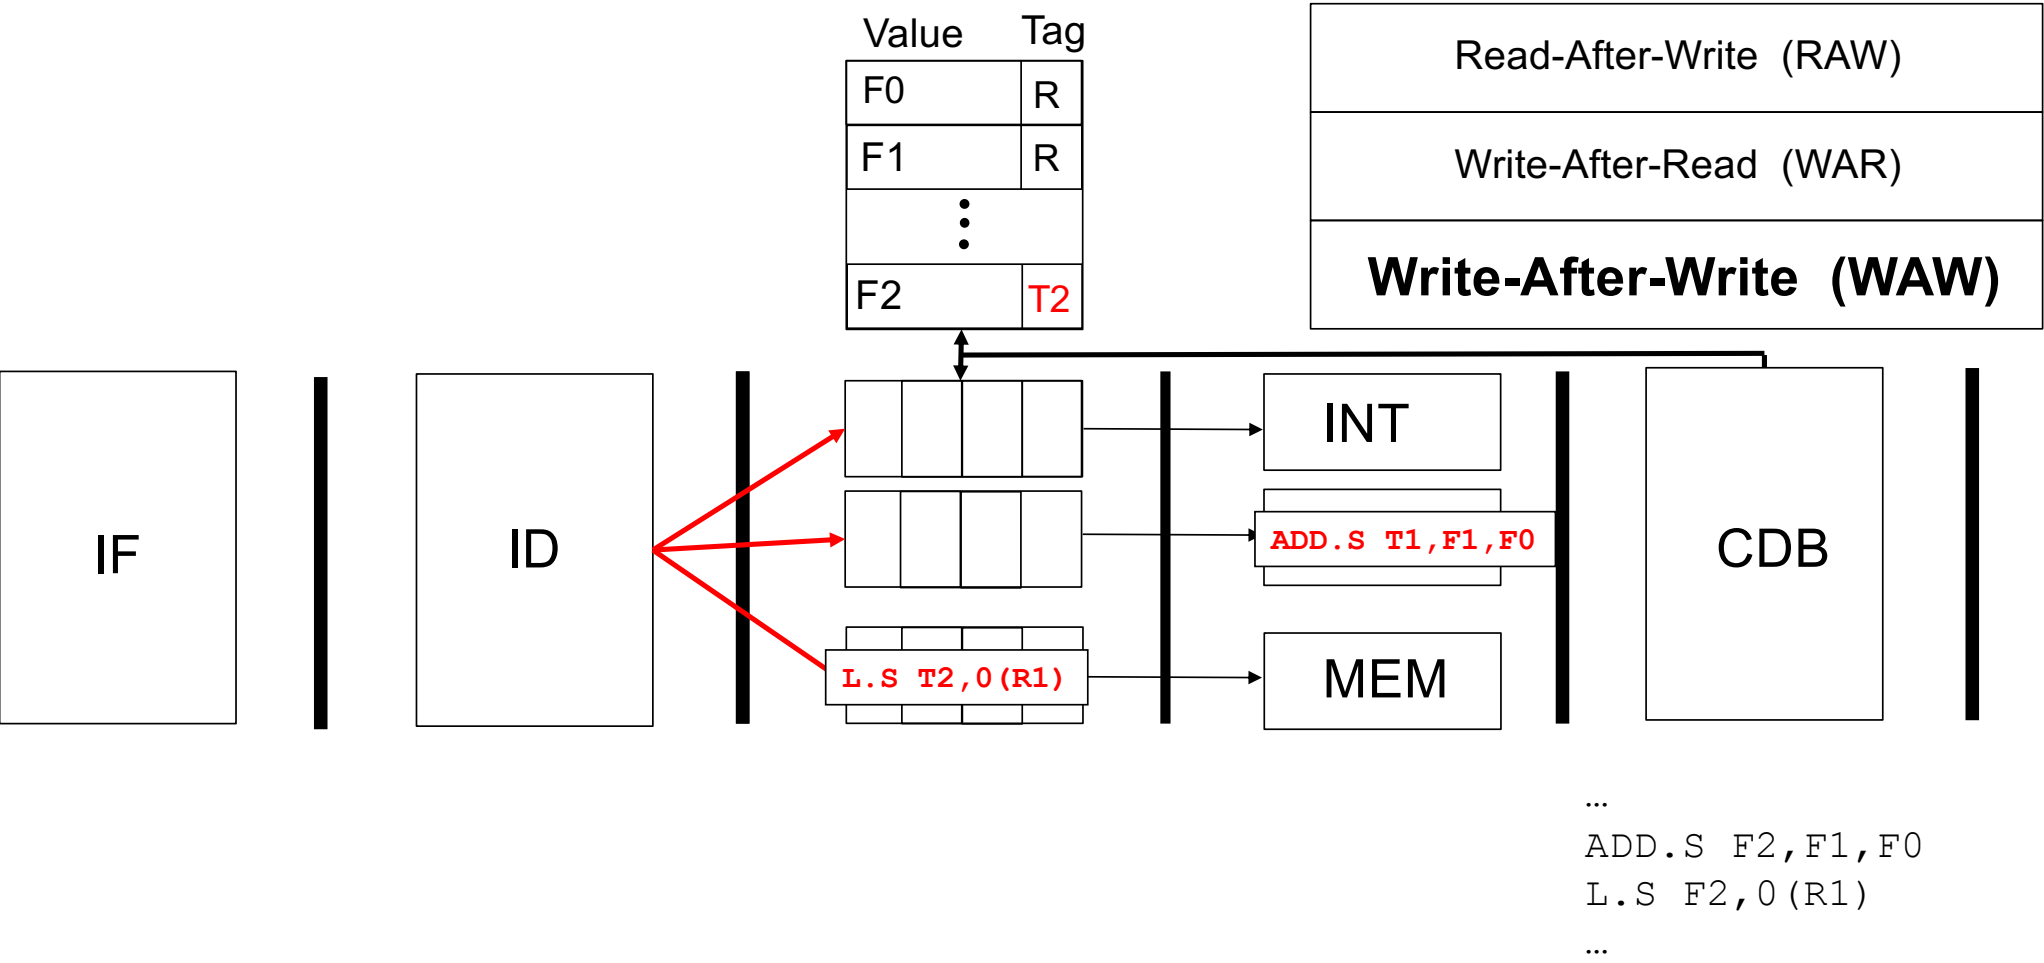 Value Tag
F0 R
F1 R
F2 T2
Read-After-Write (RAW)
Write-After-Read (WAR)
Write-After-Write (WAW)
IF
ID
INT
ADD.S T1,F1,F0
L.S T2,0(R1)
MEM
CDB
…
ADD.S F2,F1,F0
L.S F2,0(R1)
…